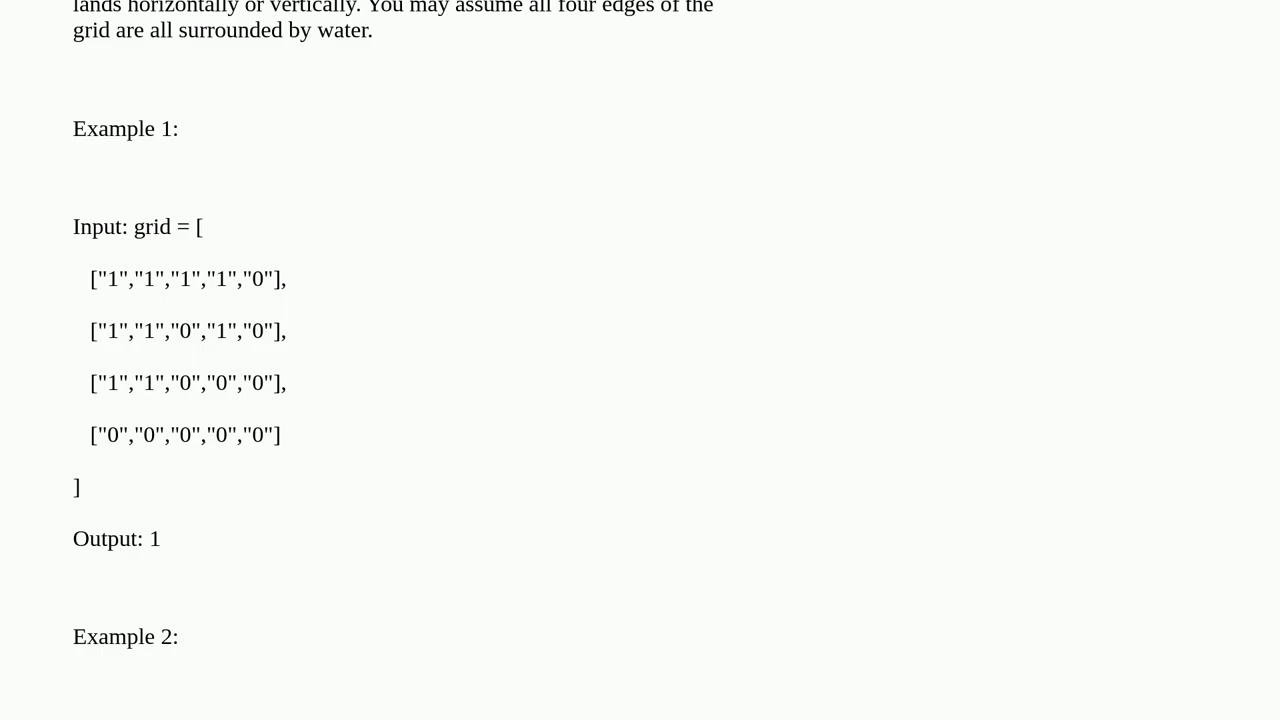 lands horizontally or vertically. You may assume all four edges of the
grid are all surrounded by water.
Example 1:
Input: grid = [
["1","1","1","1","0"],
["1","1","0","1","0"],
["1","1","0","0","0"],
["0","0","0","0","0"]
]
Output: 1
Example 2: